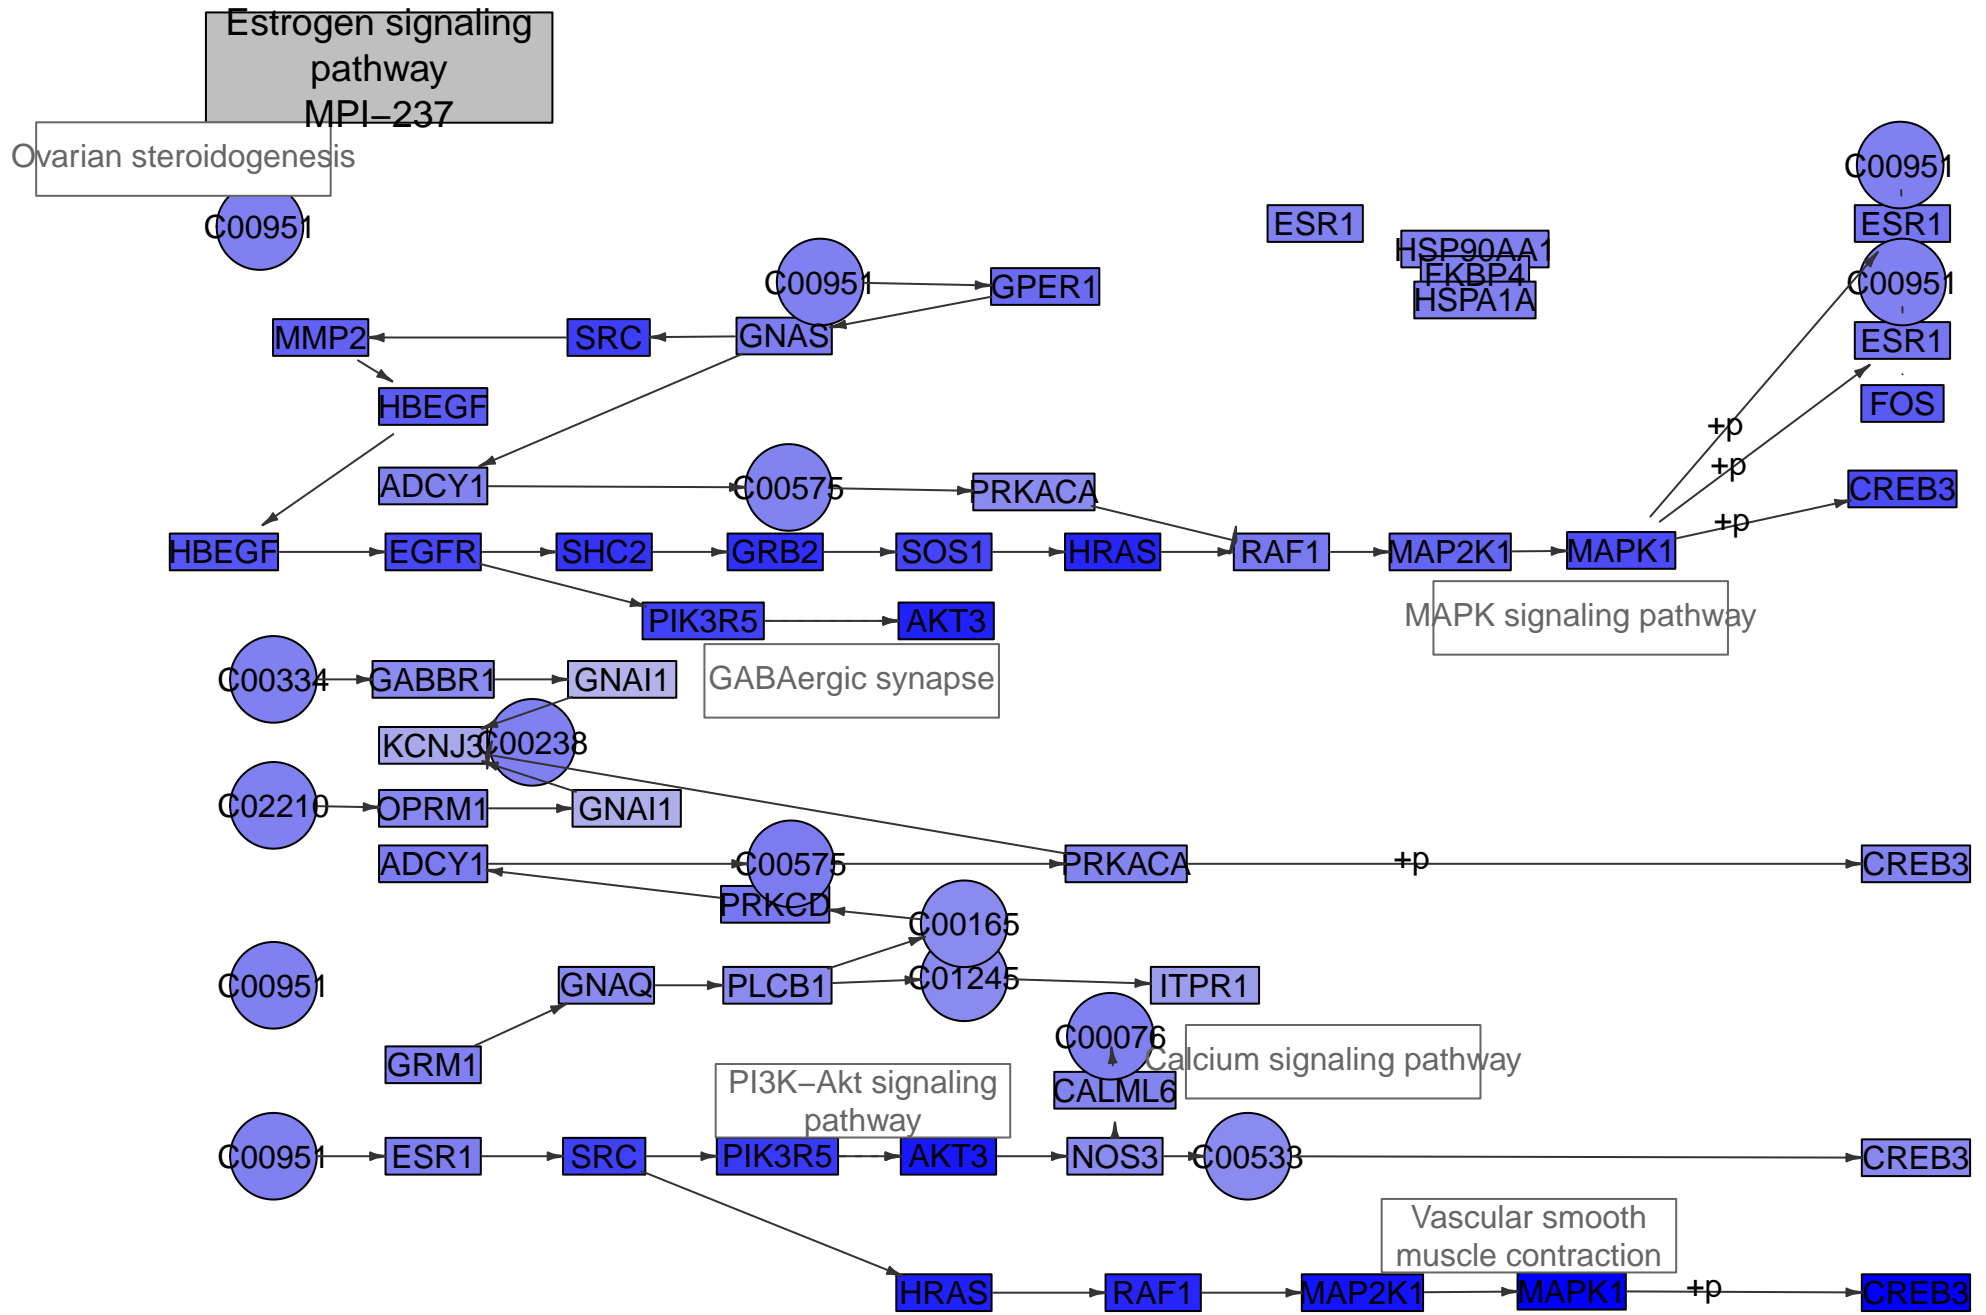 Estrogen signaling
pathway
MPI−237
Ovarian steroidogenesis
C00951
C00951
ESR1
ESR1
C00951
HSP90AA1
FKBP4
HSPA1A
C00951
GPER1
C00951
MMP2
SRC
GNAS
ESR1
HBEGF
FOS
+p
+p
ADCY1
C00575
PRKACA
CREB3
+p
HBEGF
EGFR
SHC2
GRB2
SOS1
HRAS
RAF1
MAP2K1
MAPK1
PIK3R5
AKT3
MAPK signaling pathway
C00334
GABBR1
GNAI1
GABAergic synapse
KCNJ3
C00238
C02210
OPRM1
GNAI1
ADCY1
C00575
PRKACA
+p
CREB3
PRKCD
C00165
C00951
GNAQ
PLCB1
C01245
ITPR1
C00076
Calcium signaling pathway
GRM1
CALML6
PI3K−Akt signaling
pathway
C00951
ESR1
SRC
PIK3R5
AKT3
NOS3
C00533
CREB3
Vascular smooth
muscle contraction
HRAS
RAF1
MAP2K1
MAPK1
+p
CREB3